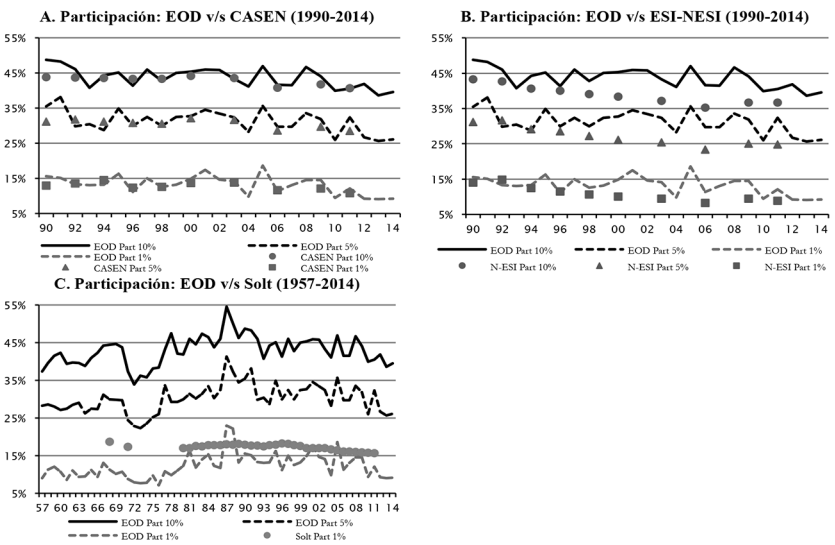 A. Participación: EOD v/s CASEN (1990-2014)
55%
45%
35%
25%
15%
5%
90 92 94 96 98 00 02 04 06 08 10 12 14
EOD Part 10% EOD Part 5%
EOD Part 1% CASEN Part 10%
CASEN Part 5% CASEN Part 1%
B. Participación: EOD v/s ESI-NESI (1990-2014)
55%
45%
35%
25%
15%
5%
90 92 94 96 98 00 02 04 06 08 10 12 14
EOD Part 10% EOD Part 5% EOD Part 1%
N-ESI Part 10% N-ESI Part 5% N-ESI Part 1%
C. Participación: EOD v/s Solt (1957-2014)
55%
45%
35%
25%
15%
5%
57 60 63 66 69 72 75 78 81 84 87 90 93 96 99 02 05 08 11 14
EOD Part 10% EOD Part 5%
EOD Part 1% Solt Part 1%